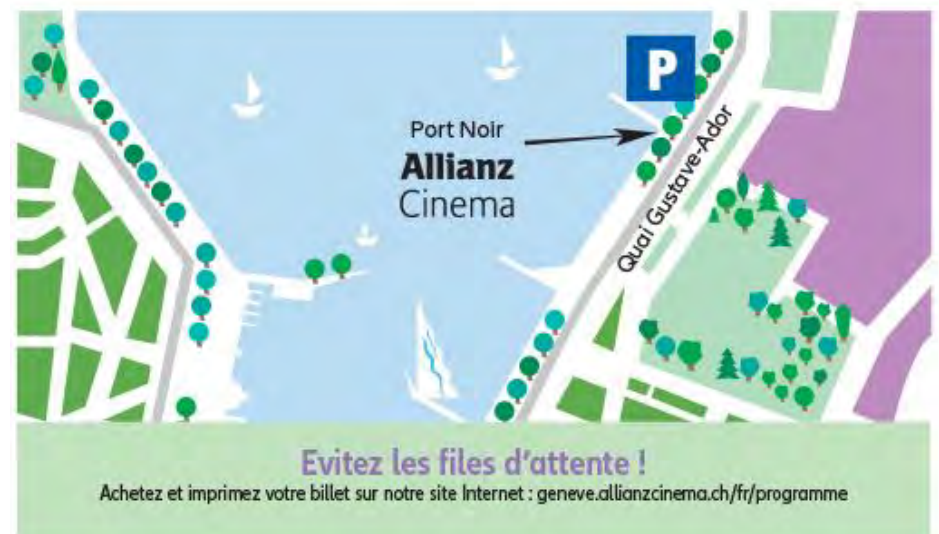 P
Port Noir
Allianz
Cinema
Quai Gustave-Ador
Evitez les files d'attente !
Achetez et imprimez votre billet sur notre site Internet : geneve.allianzcinema.ch/fr/programme